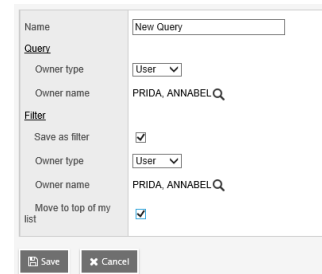 Name New Query
Query
Owner type User
Owner name PRIDA, ANNABEL
Filter
Save as filter
Owner type User
Owner name PRIDA, ANNABEL
Move to top of my
list
Save Cancel